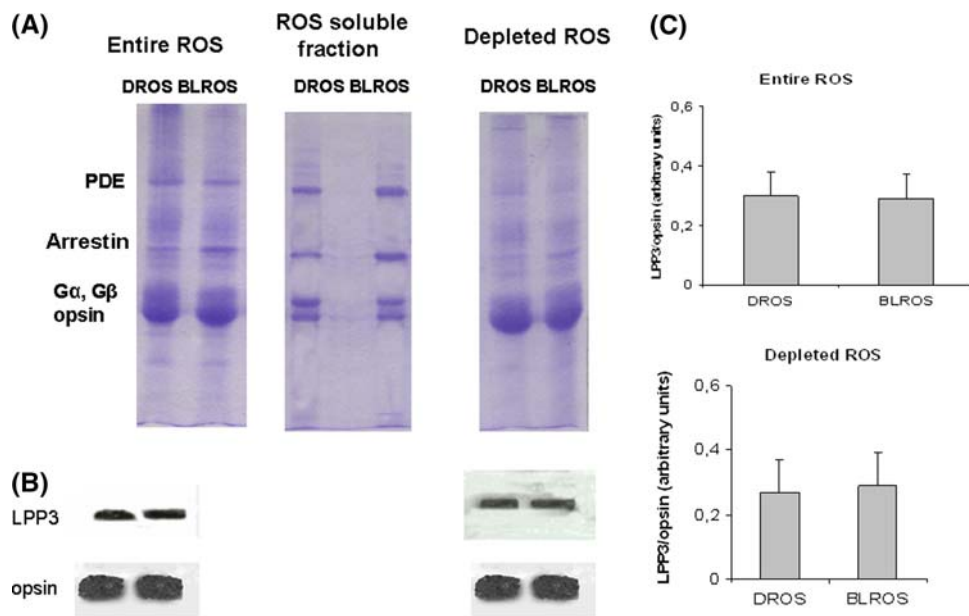 (A)
Entire ROS
ROS soluble
fraction
Depleted ROS
DROS BLROS
DROS BLROS
DROS BLROS
PDE
Arrestin
Gα, Gβ
opsin
(B)
LPP3
opsin
(C)
Entire ROS
LPP3/opsin (arbitrary units)
0,6
0,4
0,2
0
DROS
BLROS
Depleted ROS
LPP3/opsin (arbitrary units)
0,6
0,4
0,2
0
DROS
BLROS